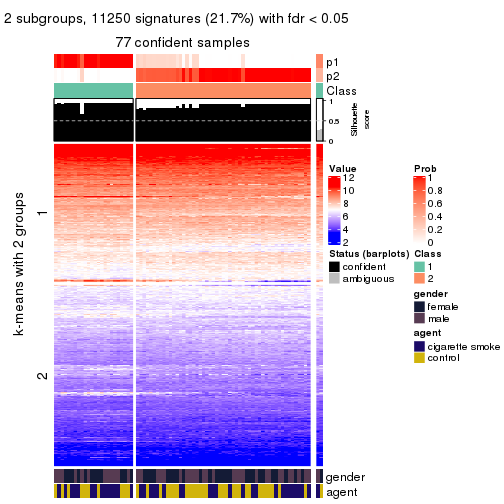 2 subgroups, 11250 signatures (21.7%) with fdr < 0.05
77 confident samples
p1
p2
Class
1
0.5
0
Silhouette
score
k-means with 2 groups
1
2
Value
12
10
8
6
4
2
Prob
1
0.8
0.6
0.4
0.2
0
Status (barplots)
confident
ambiguous
Class
1
2
gender
female
male
agent
cigarette smoke
control
gender
agent